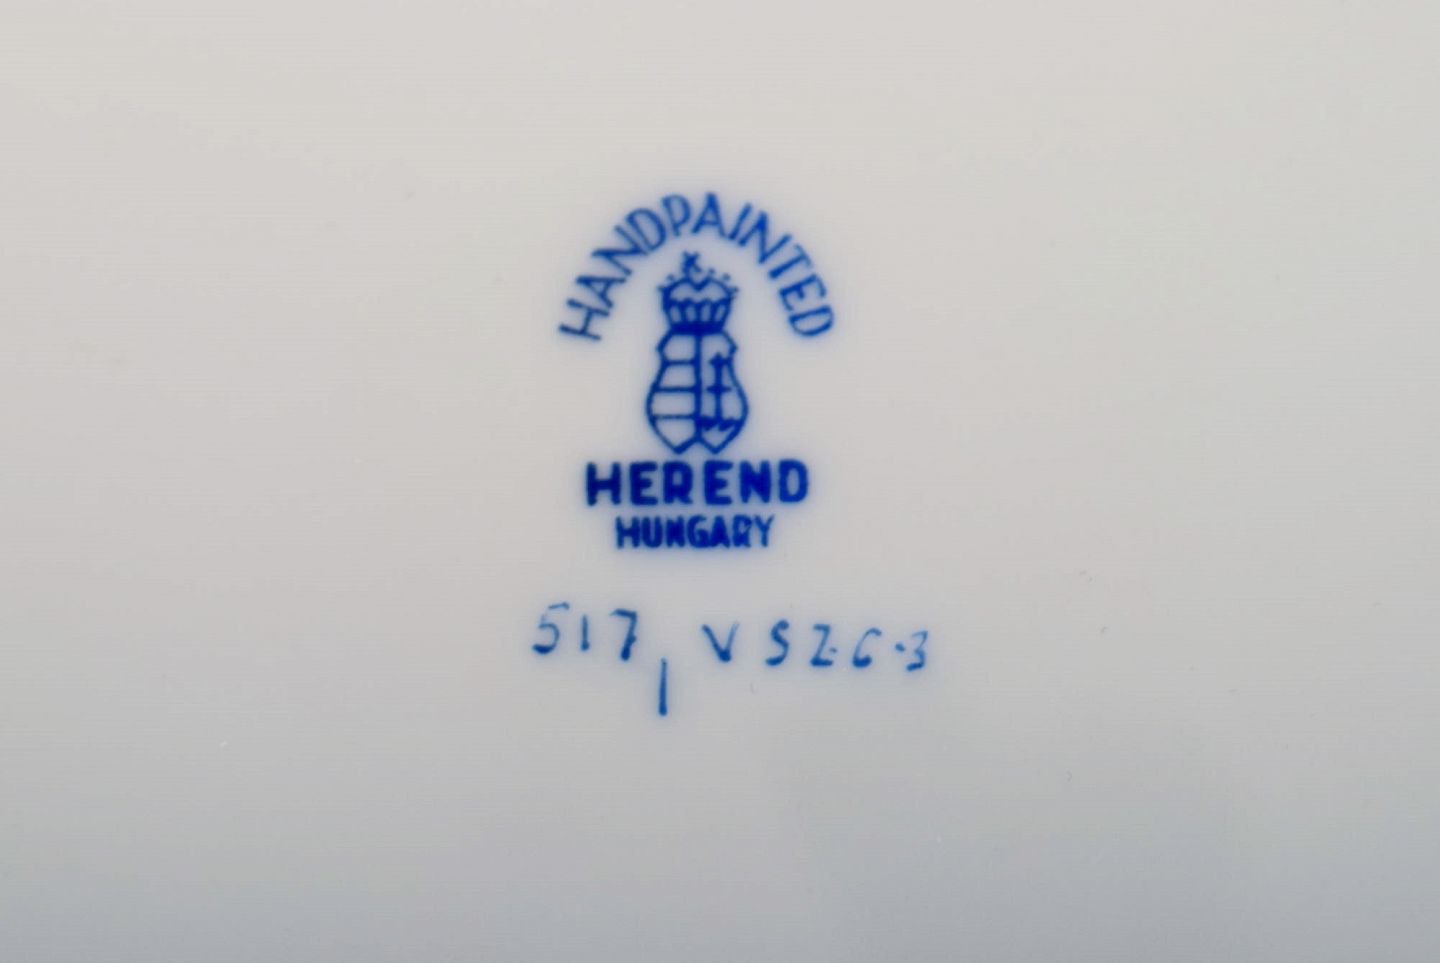 HANDPAINTED
HEREND
HUNGARY
517 VSZC-3
1